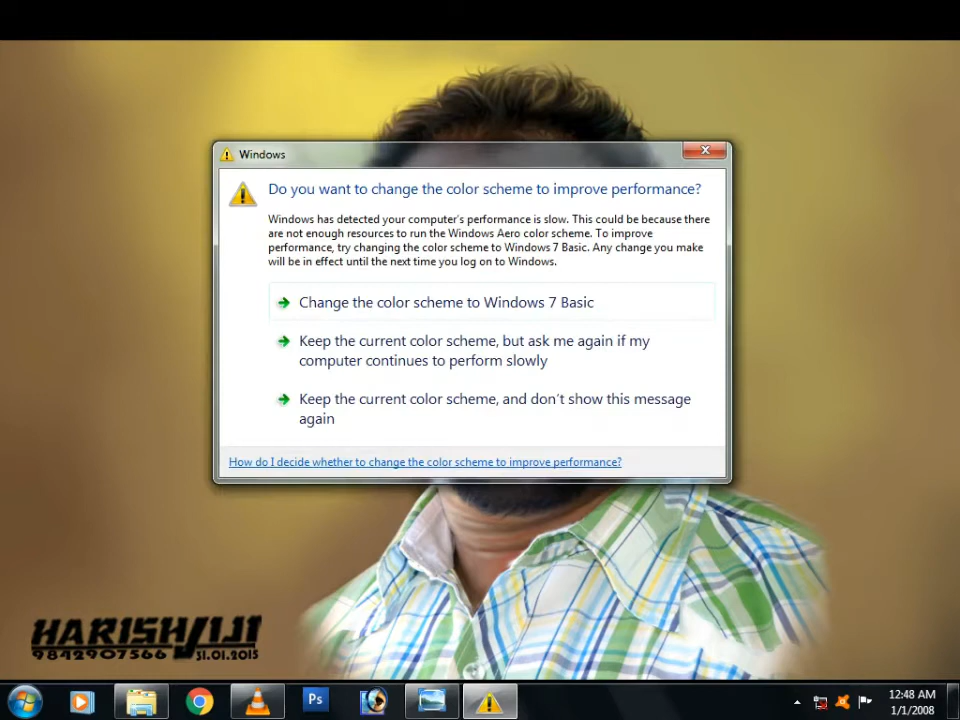 Windows
Do you want to change the color scheme to improve performance?
Windows has detected your computer's performance is slow. This could be because there
are not enough resources to run the Windows Aero color scheme. To improve
performance, try changing the color scheme to Windows 7 Basic. Any change you make
will be in effect until the next time you log on to Windows.
Change the color scheme to Windows 7 Basic
Keep the current color scheme, but ask me again if my
computer continues to perform slowly
Keep the current color scheme, and don't show this message
again
How do I decide whether to change the color scheme to improve performance?
HARISHVIJI
9842907566 31.01.2015
Ps
12:48 AM
1/1/2008